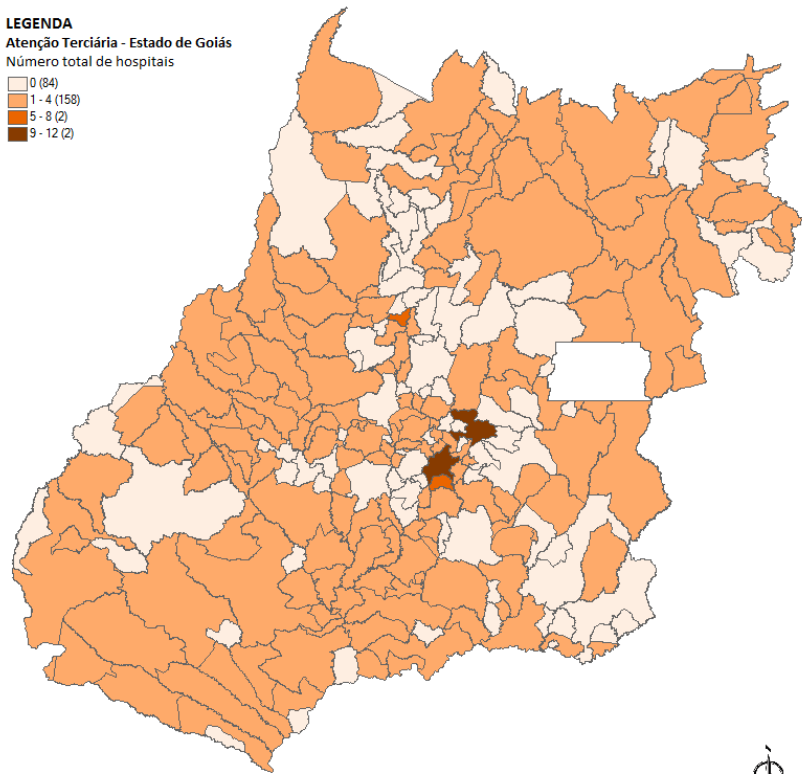 LEGENDA
Atenção Terciária - Estado de Goiás
Número total de hospitais
0 (84)
1 - 4 (158)
5 - 8 (2)
9 - 12 (2)